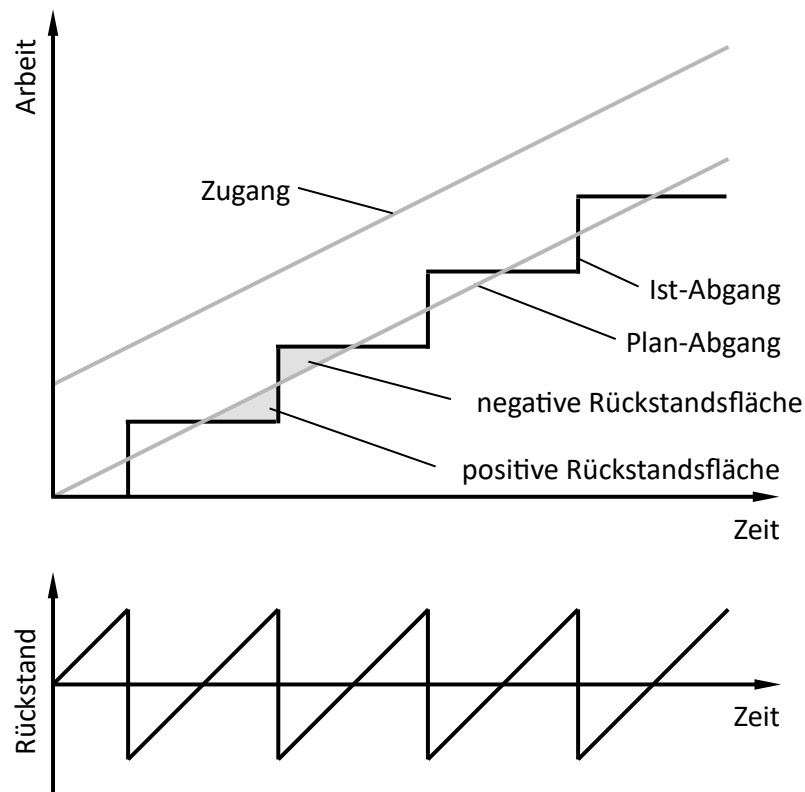 Arbeit
Zugang
Ist-Abgang
Plan-Abgang
negative Rückstandsfläche
positive Rückstandsfläche
Zeit
Rückstand
Zeit